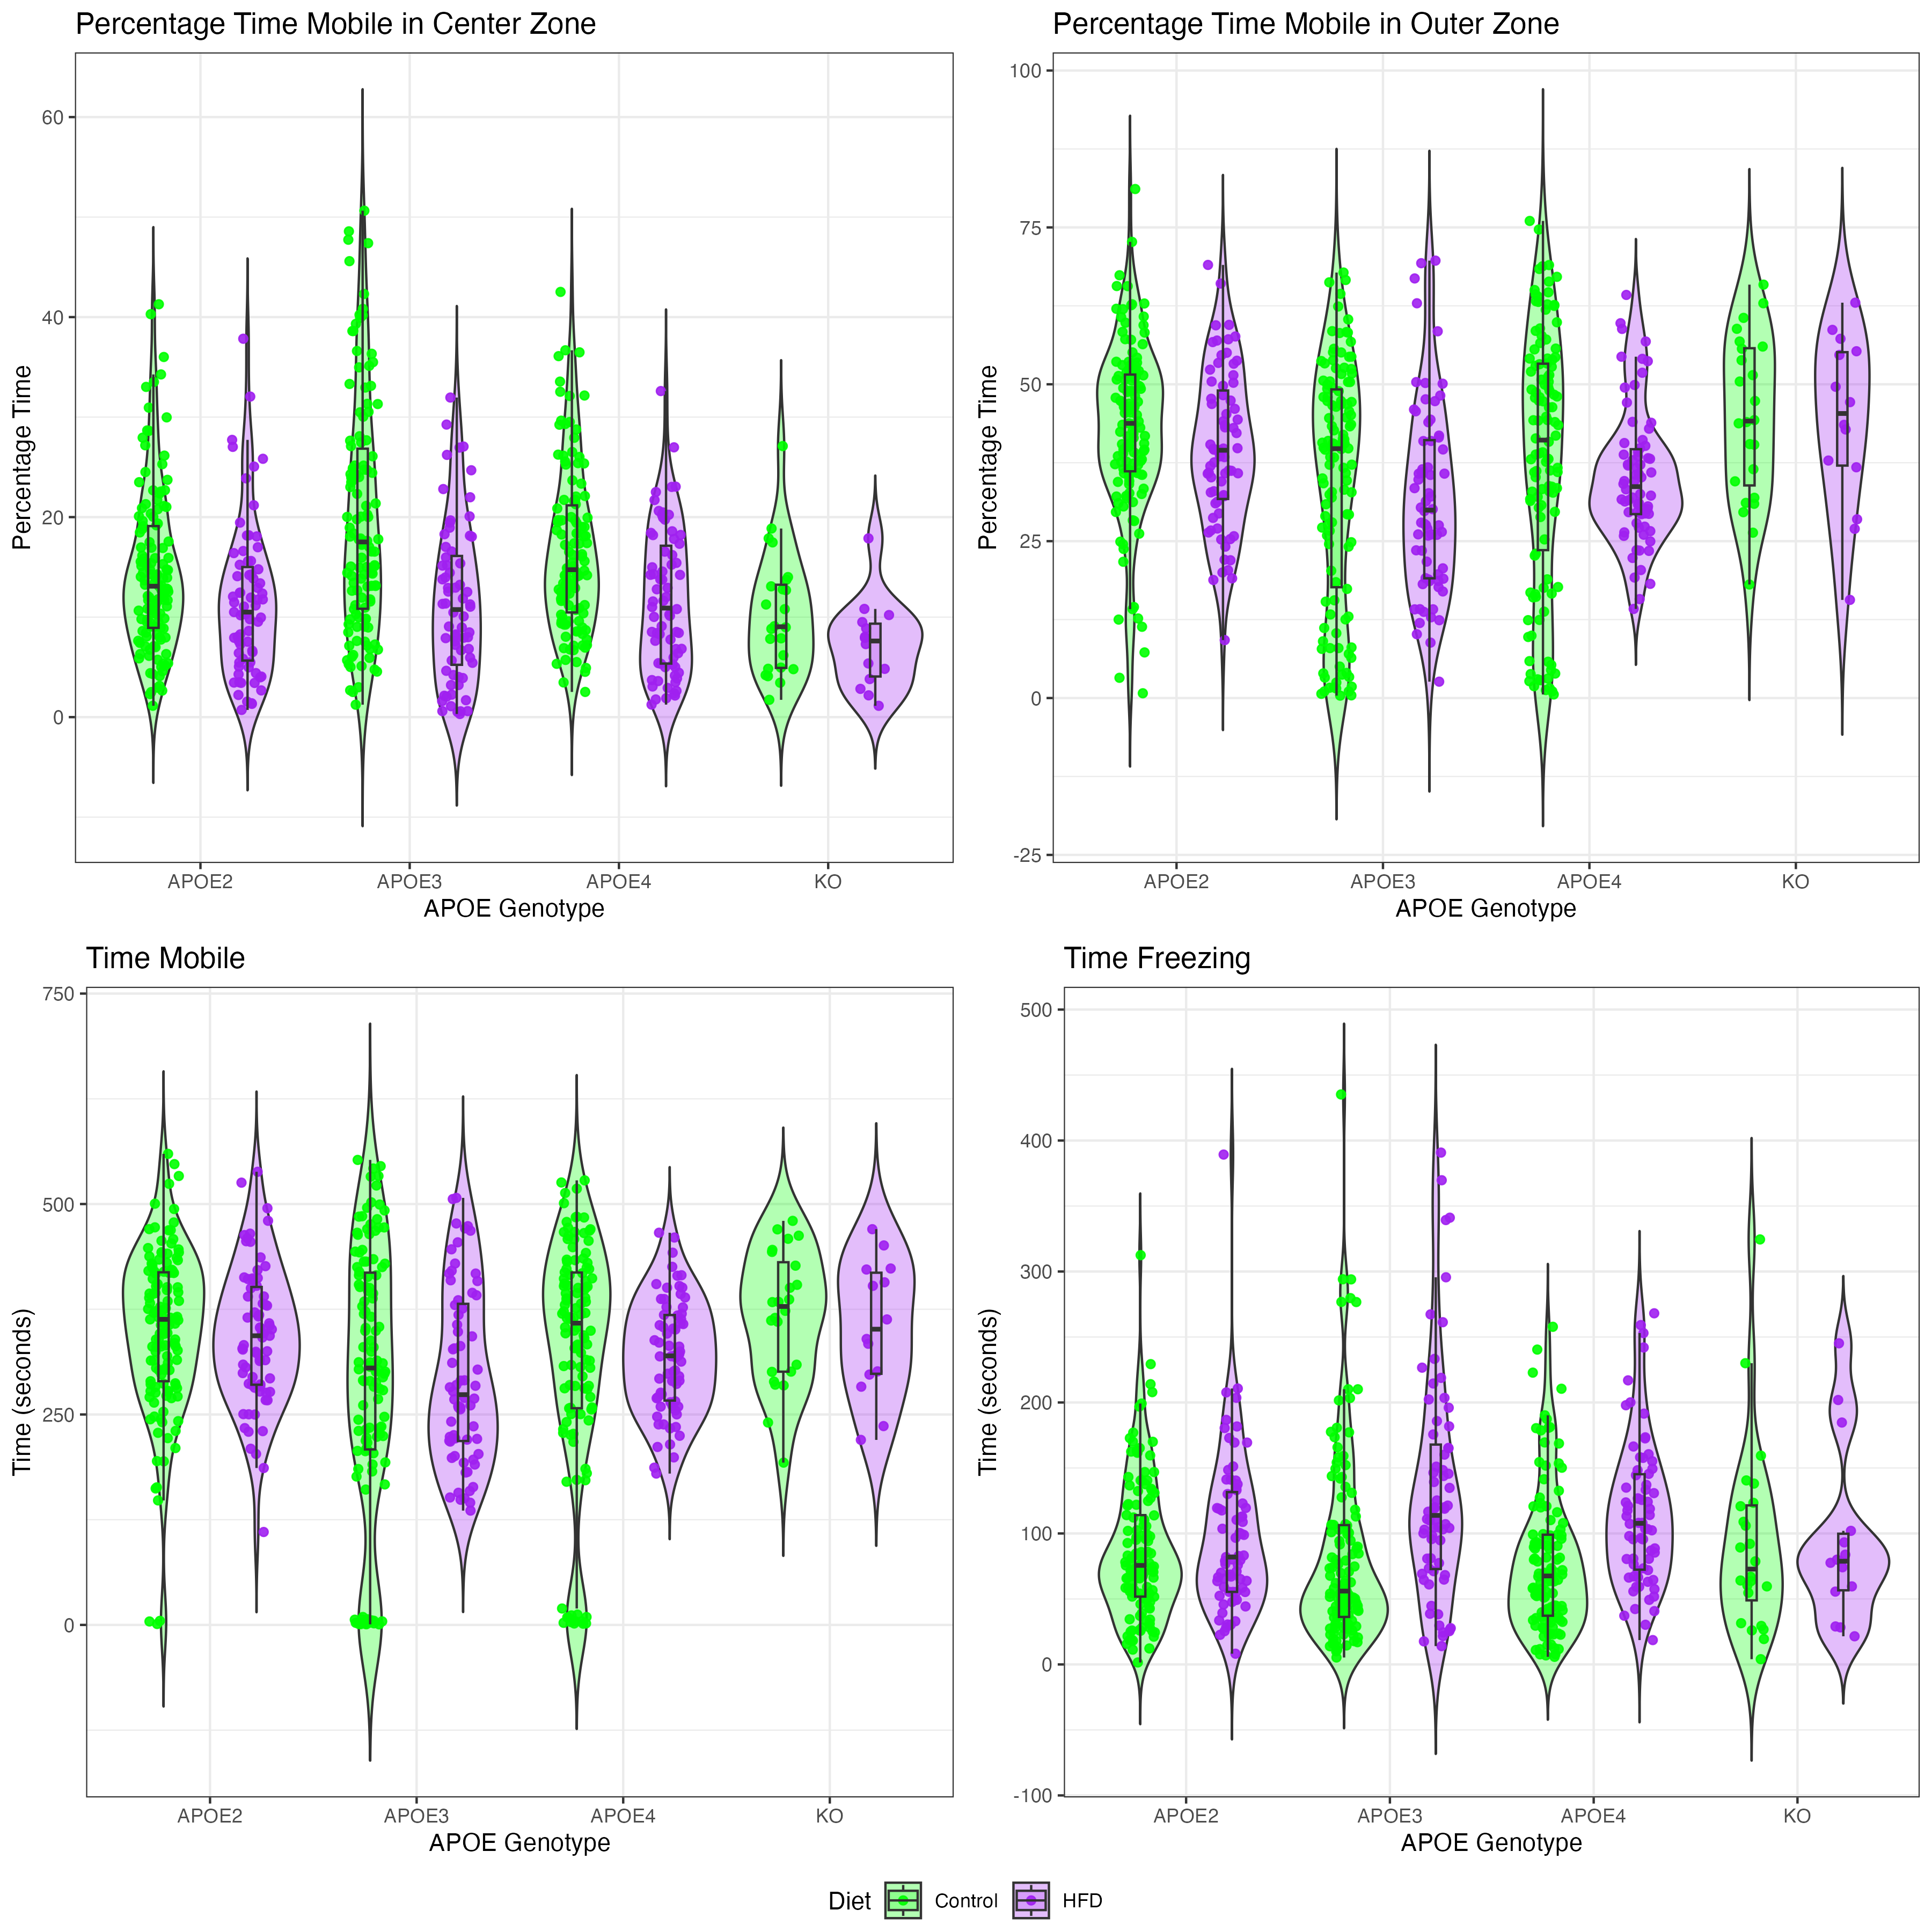 Percentage Time Mobile in Center Zone
Percentage Time
60
40
20
0
APOE2 APOE3 APOE4 KO
APOE Genotype
Percentage Time Mobile in Outer Zone
Percentage Time
100
75
50
25
0
-25
APOE2 APOE3 APOE4 KO
APOE Genotype
Time Mobile
Time (seconds)
750
500
250
0
APOE2 APOE3 APOE4 KO
APOE Genotype
Time Freezing
Time (seconds)
500
400
300
200
100
0
-100
APOE2 APOE3 APOE4 KO
APOE Genotype
Diet Control HFD